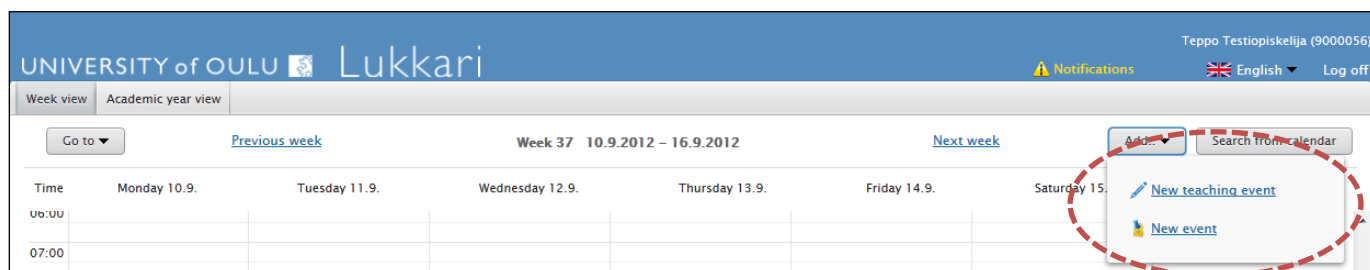 Teppo Testiopiskelija (9000056)
UNIVERSITY of OULU Lukkari
Notifications English Log off
Week view Academic year view
Go to Previous week Week 37 10.9.2012 – 16.9.2012 Next week Add.. Search from calendar
Time Monday 10.9. Tuesday 11.9. Wednesday 12.9. Thursday 13.9. Friday 14.9. Saturday 15.
New teaching event
06:00
New event
07:00